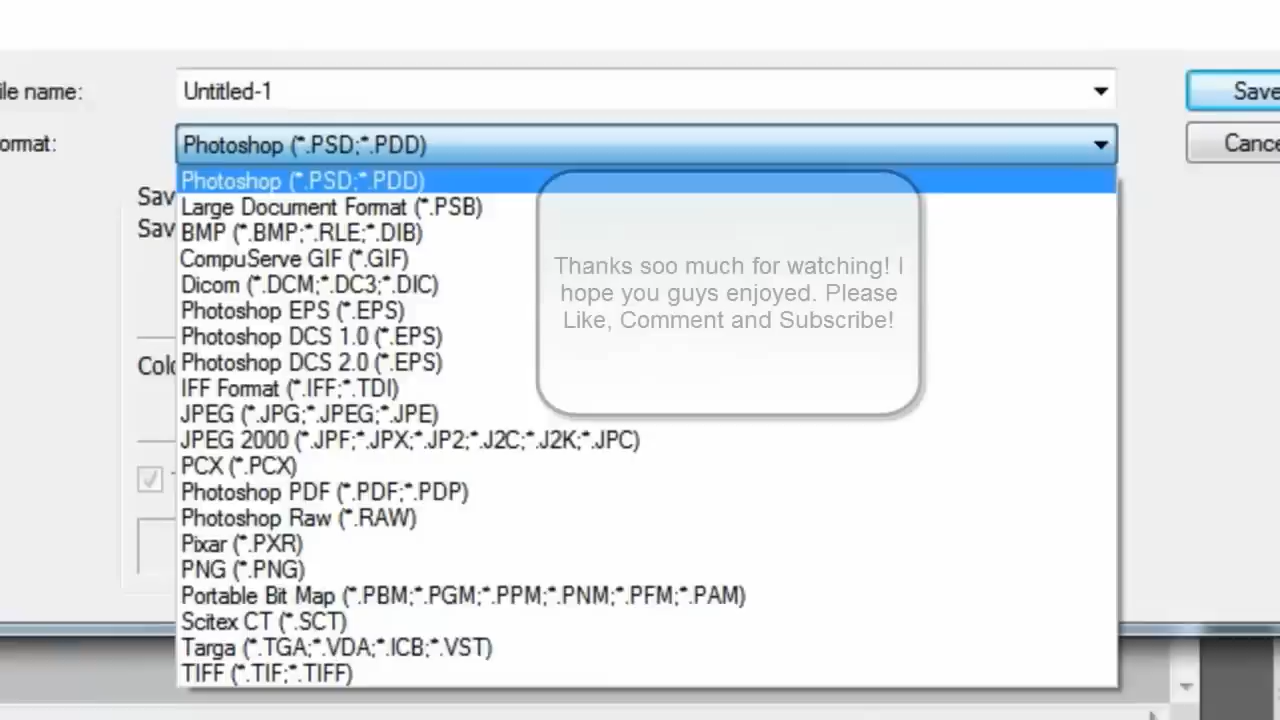 ile name:
Untitled-1
Save
ormat:
Photoshop (*.PSD;*.PDD)
Cance
Photoshop (*.PSD;*.PDD)
Sav
Large Document Format (*.PSB)
Sav
BMP (*.BMP;*.RLE;*.DIB)
CompuServe GIF (*.GIF)
Dicom (*.DCM;*.DC3;*.DIC)
Photoshop EPS (*.EPS)
Photoshop DCS 1.0 (*.EPS)
Photoshop DCS 2.0 (*.EPS)
Colo
IFF Format (*.IFF;*.TDI)
JPEG (*.JPG;*.JPEG;*.JPE)
JPEG 2000 (*.JPF;*.JPX;*.JP2;*.J2C;*.J2K;*.JPC)
PCX (*.PCX)
Photoshop PDF (*.PDF;*.PDP)
Photoshop Raw (*.RAW)
Pixar (*.PXR)
PNG (*.PNG)
Portable Bit Map (*.PBM;*.PGM;*.PPM;*.PNM;*.PFM;*.PAM)
Scitex CT (*.SCT)
Targa (*.TGA;*.VDA;*.ICB;*.VST)
TIFF (*.TIF;*.TIFF)
Thanks soo much for watching! I
hope you guys enjoyed. Please
Like, Comment and Subscribe!